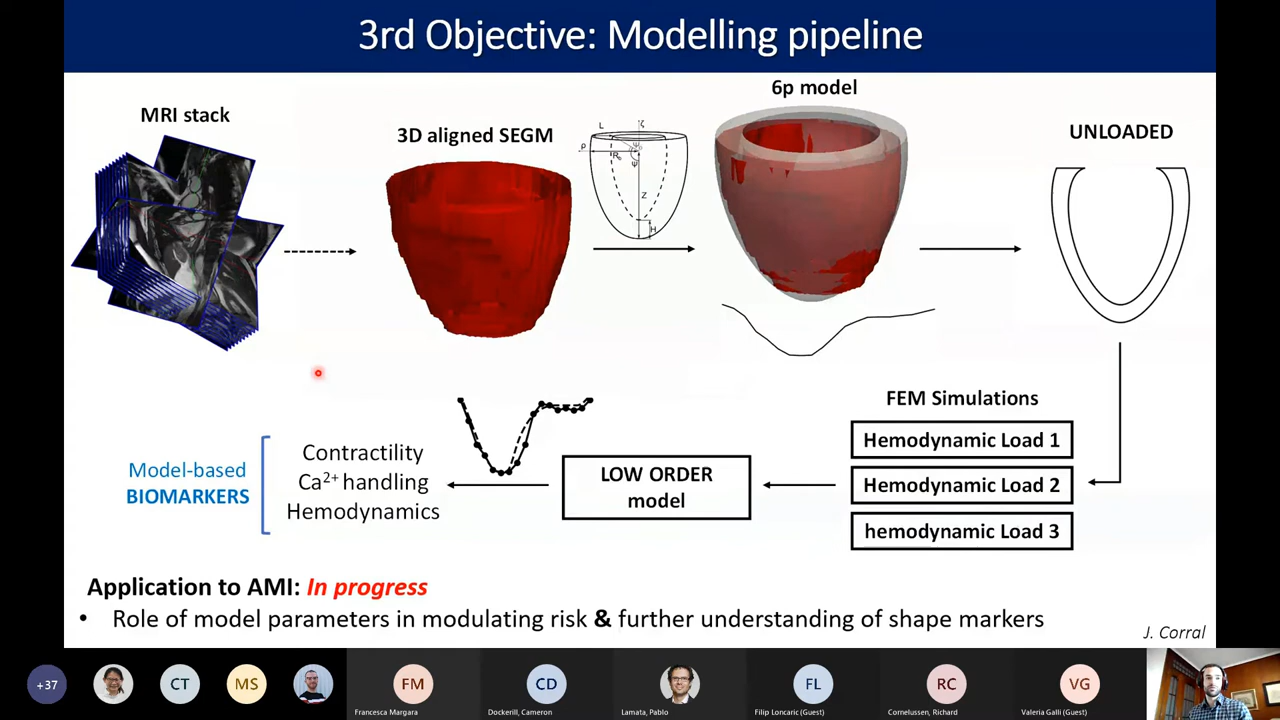 3rd Objective: Modelling pipeline
MRI stack
3D aligned SEGM
6p model
UNLOADED
L
ζ
ρ
Ψ
Z
H
FEM Simulations
Hemodynamic Load 1
Hemodynamic Load 2
hemodynamic Load 3
LOW ORDER
model
Contractility
Ca²⁺ handling
Hemodynamics
Model-based
BIOMARKERS
Application to AMI: In progress
• Role of model parameters in modulating risk & further understanding of shape markers
J. Corral
+37
CT
MS
FM
CD
FL
RC
VG
Francesca Margara
Dockerill, Cameron
Lamata, Pablo
Filip Loncaric (Guest)
Cornelussen, Richard
Valeria Galli (Guest)